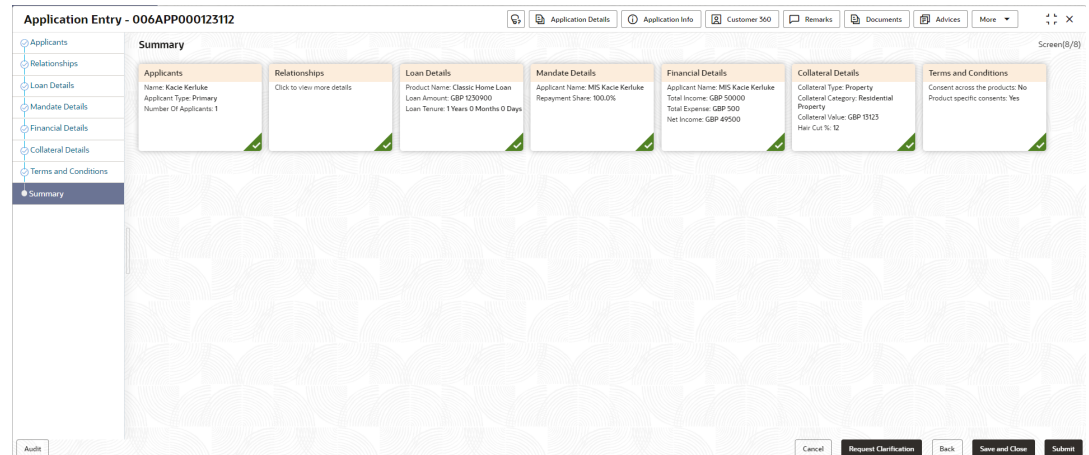 Application Entry - 006APP000123112
Application Details
Application Info
Customer 360
Remarks
Documents
Advices
More
Applicants
Relationships
Loan Details
Mandate Details
Financial Details
Collateral Details
Terms and Conditions
Summary
Summary
Screen(8/8)
Applicants
Name: Kacie Kerluke
Applicant Type: Primary
Number Of Applicants: 1
Relationships
Click to view more details
Loan Details
Product Name: Classic Home Loan
Loan Amount: GBP 1230900
Loan Tenure: 1 Years 0 Months 0 Days
Mandate Details
Applicant Name: MIS Kacie Kerluke
Repayment Share: 100.0%
Financial Details
Applicant Name: MIS Kacie Kerluke
Total Income: GBP 50000
Total Expense: GBP 500
Net Income: GBP 49500
Collateral Details
Collateral Type: Property
Collateral Category: Residential
Property
Collateral Value: GBP 13123
Hair Cut %: 12
Terms and Conditions
Consent across the products: No
Product specific consents: Yes
Audit
Cancel
Request Clarification
Back
Save and Close
Submit